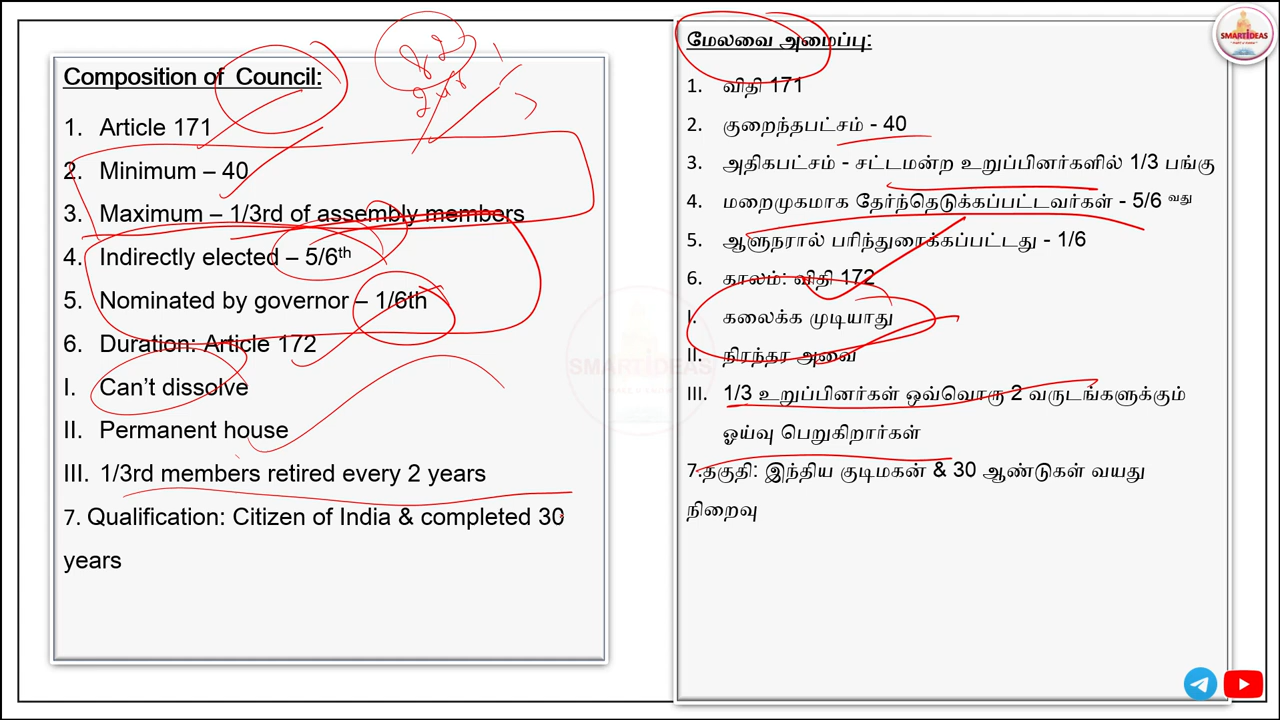 Composition of Council:
1. Article 171
2. Minimum – 40
3. Maximum – 1/3rd of assembly members
4. Indirectly elected – 5/6th
5. Nominated by governor – 1/6th
6. Duration: Article 172
I. Can’t dissolve
II. Permanent house
III. 1/3rd members retired every 2 years
7. Qualification: Citizen of India & completed 30
years
மேலவை அமைப்பு:
1. விதி 171
2. குறைந்தபட்சம் - 40
3. அதிகபட்சம் - சட்டமன்ற உறுப்பினர்களில் 1/3 பங்கு
4. மறைமுகமாக தேர்ந்தெடுக்கப்பட்டவர்கள் - 5/6 வது
5. ஆளுநரால் பரிந்துரைக்கப்பட்டது - 1/6
6. காலம்: விதி 172
I. கலைக்க முடியாது
II. நிரந்தர அவை
III. 1/3 உறுப்பினர்கள் ஒவ்வொரு 2 வருடங்களுக்கும்
ஓய்வு பெறுகிறார்கள்
7.தகுதி: இந்திய குடிமகன் & 30 ஆண்டுகள் வயது
நிறைவு
SMARTIDEAS
SMARTIDEAS